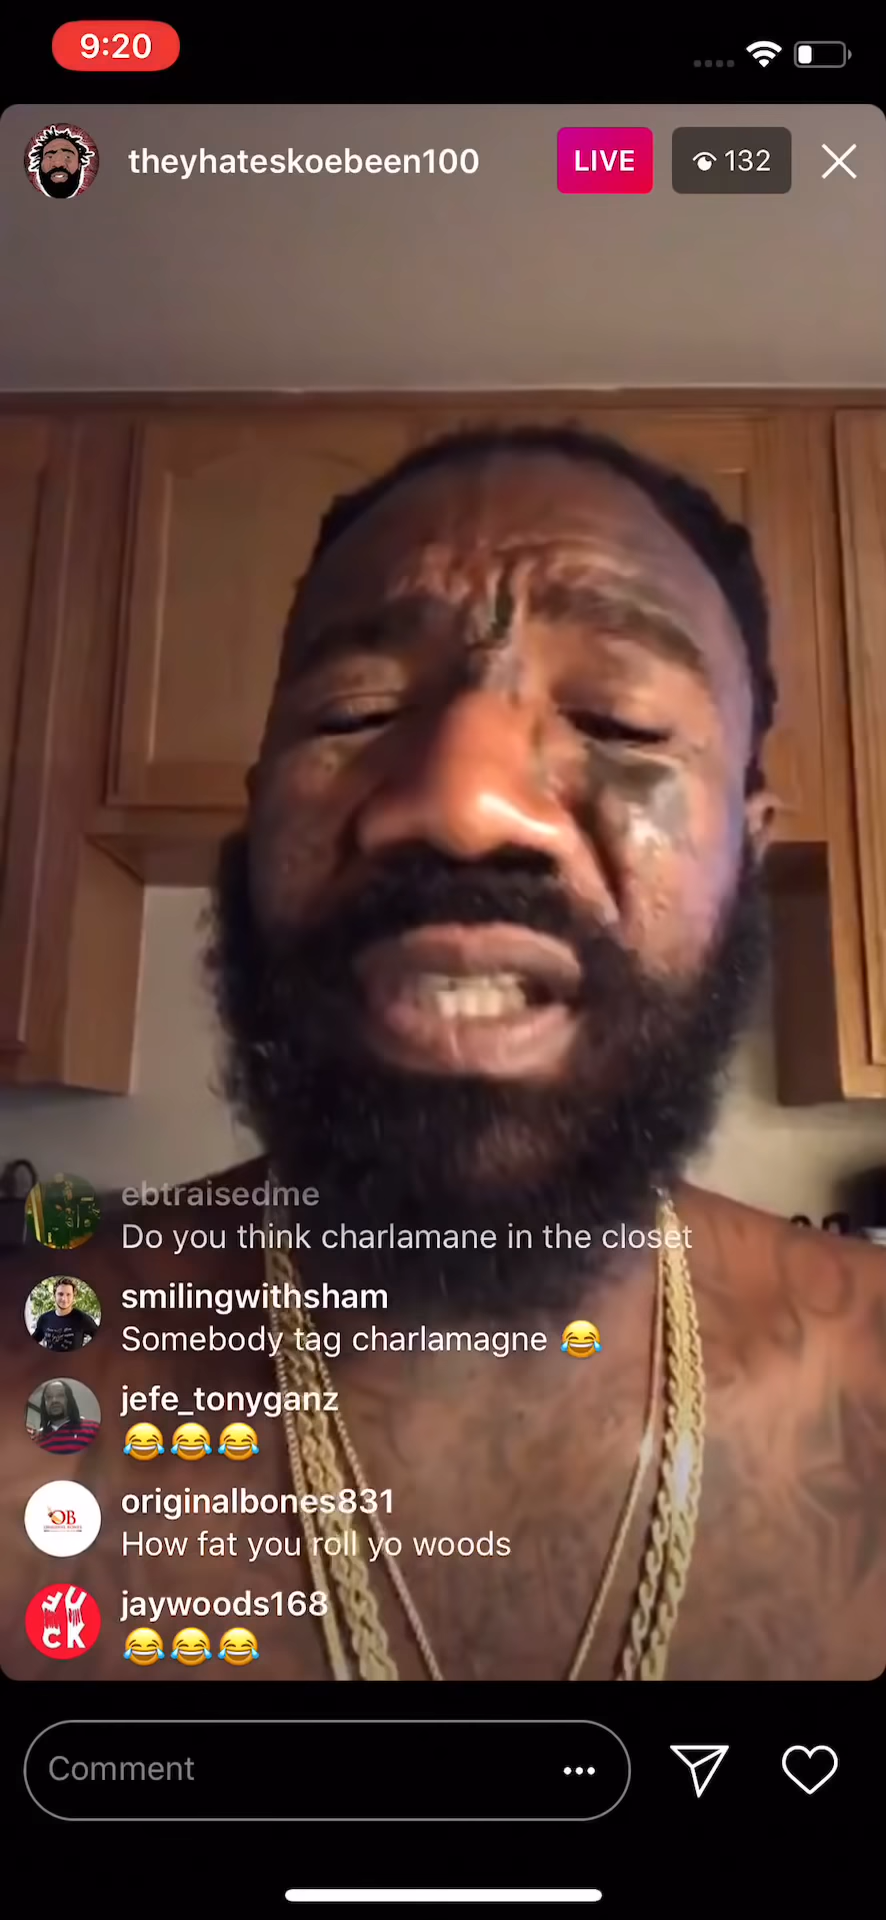 9:20
theyhateskoebeen100
LIVE
132
ebtraisedme
Do you think charlamane in the closet
smilingwithsham
Somebody tag charlamagne 😂
jefe_tonyganz
😂😂😂
originalbones831
OB
How fat you roll yo woods
jaywoods168
😂😂😂
Comment